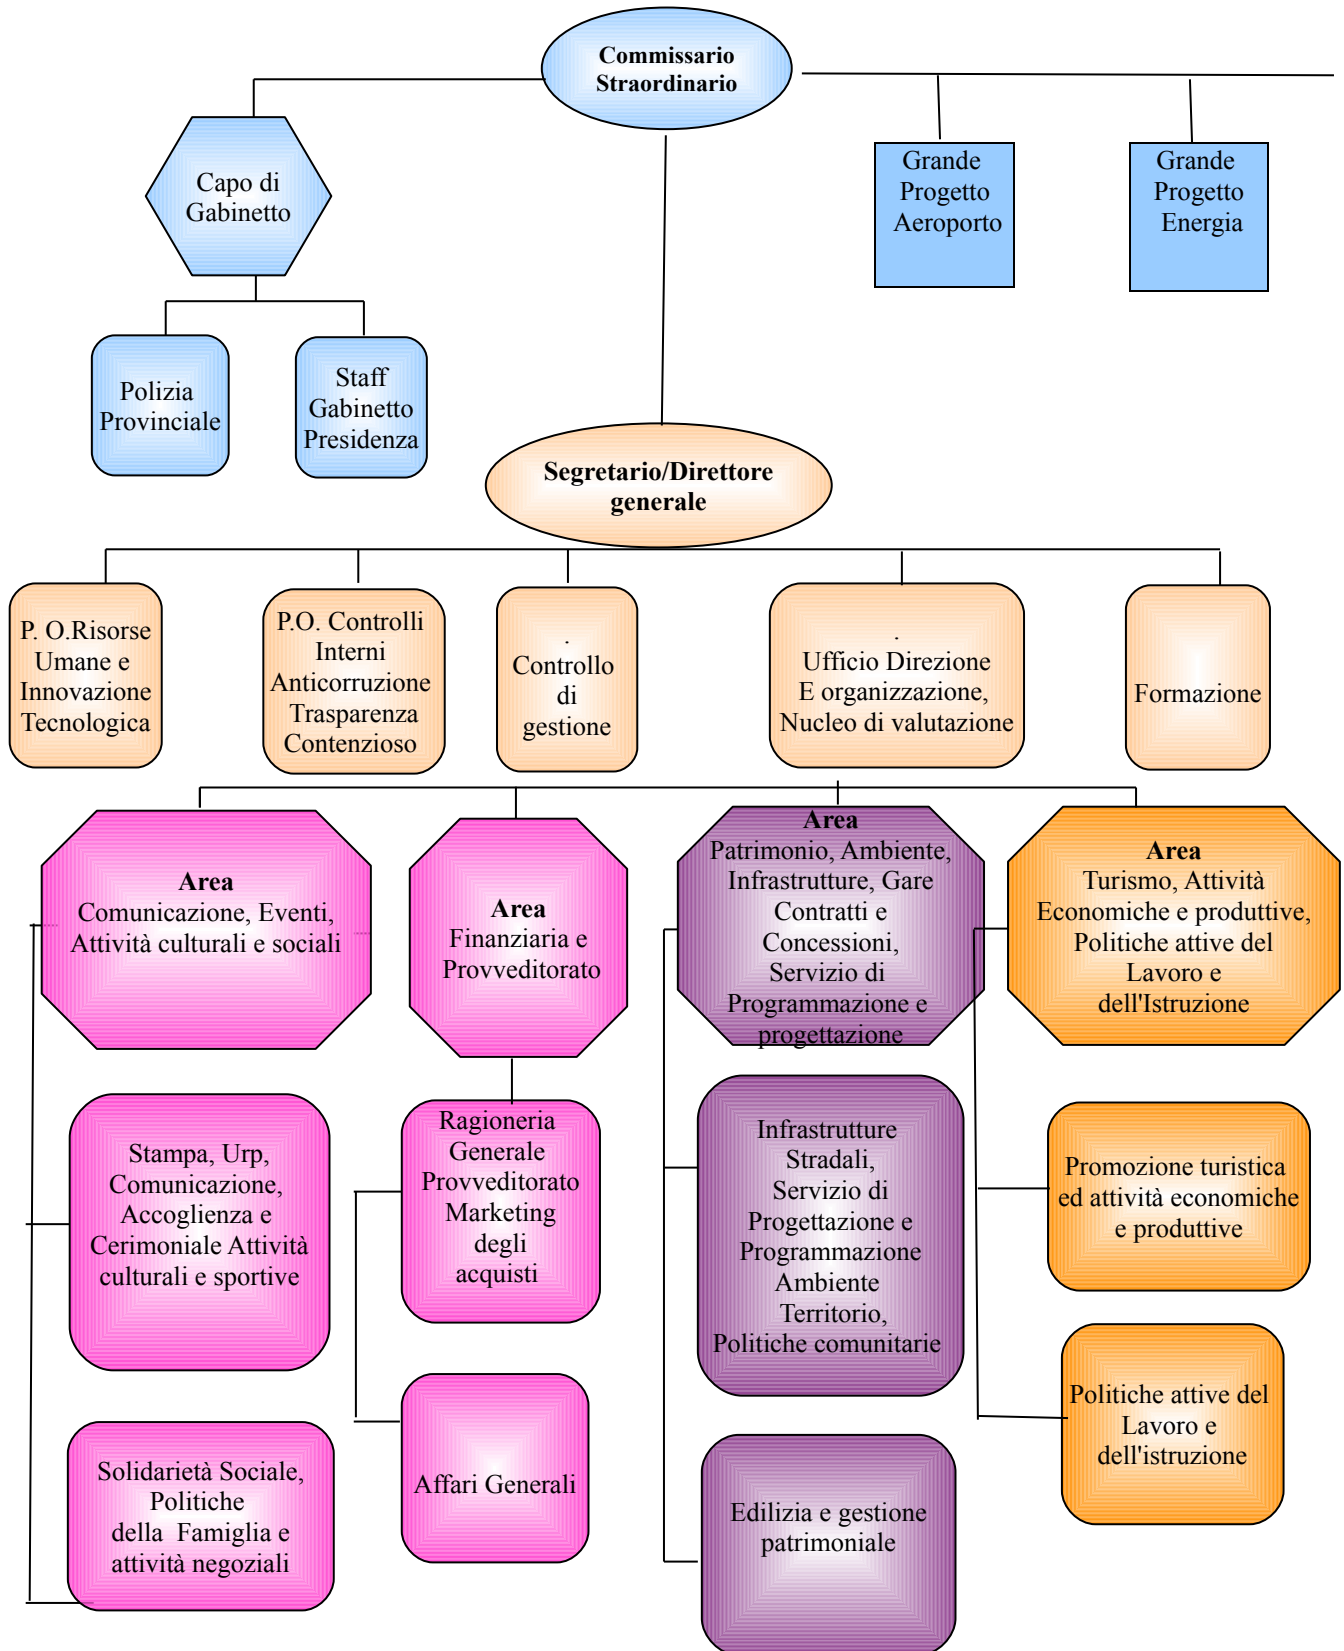 Commissario
Straordinario
Capo di
Gabinetto
Grande
Progetto
Aeroporto
Grande
Progetto
Energia
Polizia
Provinciale
Staff
Gabinetto
Presidenza
Segretario/Direttore
generale
P. O.Risorse
Umane e
Innovazione
Tecnologica
P.O. Controlli
Interni
Anticorruzione
Trasparenza
Contenzioso
.
Controllo
di
gestione
.
Ufficio Direzione
E organizzazione,
Nucleo di valutazione
Formazione
Area
Comunicazione, Eventi,
Attività culturali e sociali
Area
Finanziaria e
Provveditorato
Area
Patrimonio, Ambiente,
Infrastrutture, Gare
Contratti e
Concessioni,
Servizio di
Programmazione e
progettazione
Area
Turismo, Attività
Economiche e produttive,
Politiche attive del
Lavoro e
dell'Istruzione
Stampa, Urp,
Comunicazione,
Accoglienza e
Cerimoniale Attività
culturali e sportive
Ragioneria
Generale
Provveditorato
Marketing
degli
acquisti
Infrastrutture
Stradali,
Servizio di
Progettazione e
Programmazione
Ambiente
Territorio,
Politiche comunitarie
Promozione turistica
ed attività economiche
e produttive
Solidarietà Sociale,
Politiche
della Famiglia e
attività negoziali
Affari Generali
Edilizia e gestione
patrimoniale
Politiche attive del
Lavoro e
dell'istruzione